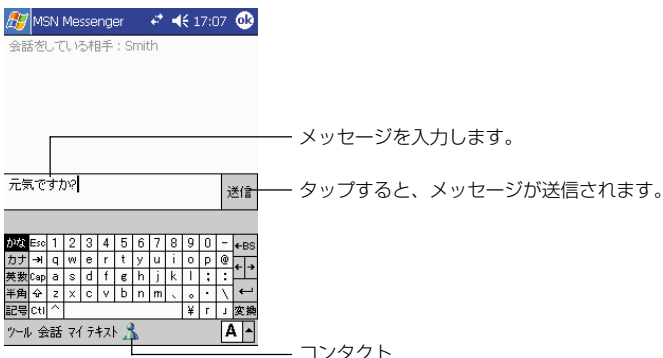 MSN Messenger 17:07 ok
会話をしている相手 : Smith
メッセージを入力します。
元気ですか?
送信
タップすると、メッセージが送信されます。
かな Esc 1 2 3 4 5 6 7 8 9 0 - ←BS
カナ →| q w e r t y u i o p @ ← →
英数 Cap a s d f g h j k l ; :
半角 z x c v b n m 、 。 ・ \ ↵
記号 Ctl ^ ¥ 「 」 変換
ツール 会話 マイ テキスト A
コンタクト